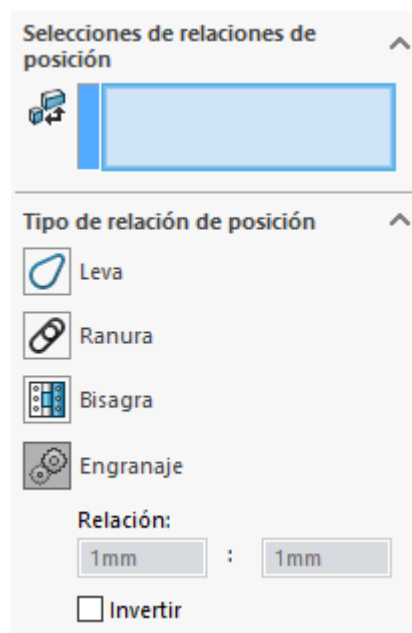 Selecciones de relaciones de
posición
Tipo de relación de posición
Leva
Ranura
Bisagra
Engranaje
Relación:
1mm : 1mm
Invertir